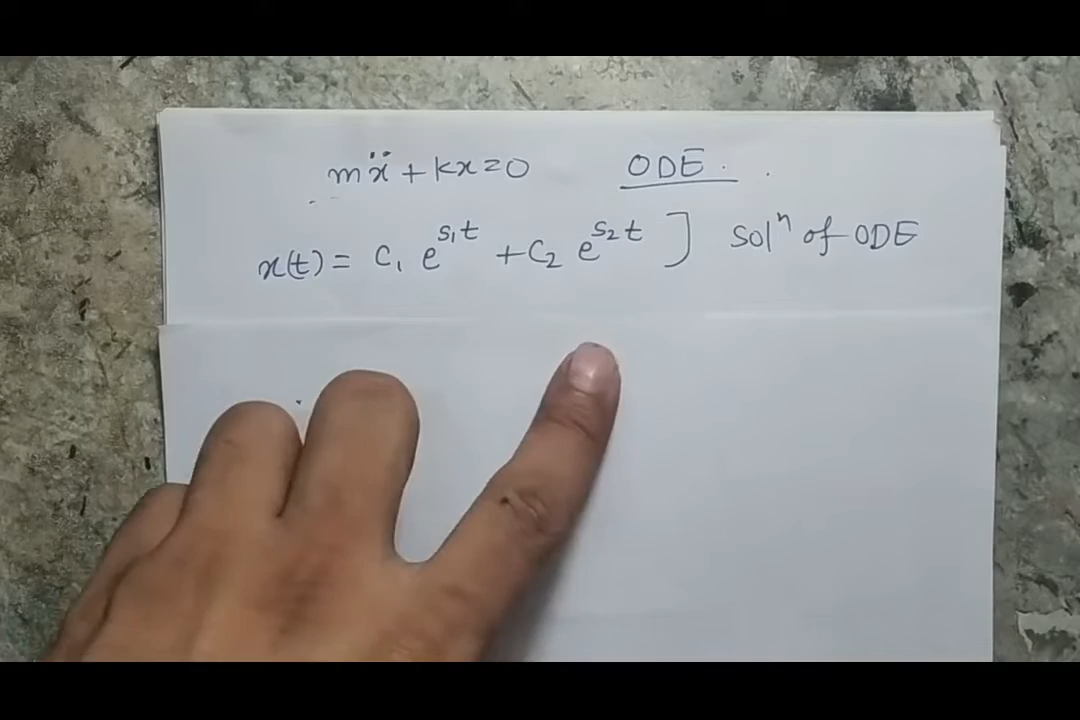 mẍ + kx = 0 ODE.
x(t) = C₁ e^{s₁t} + C₂ e^{s₂t} ] solⁿ of ODE